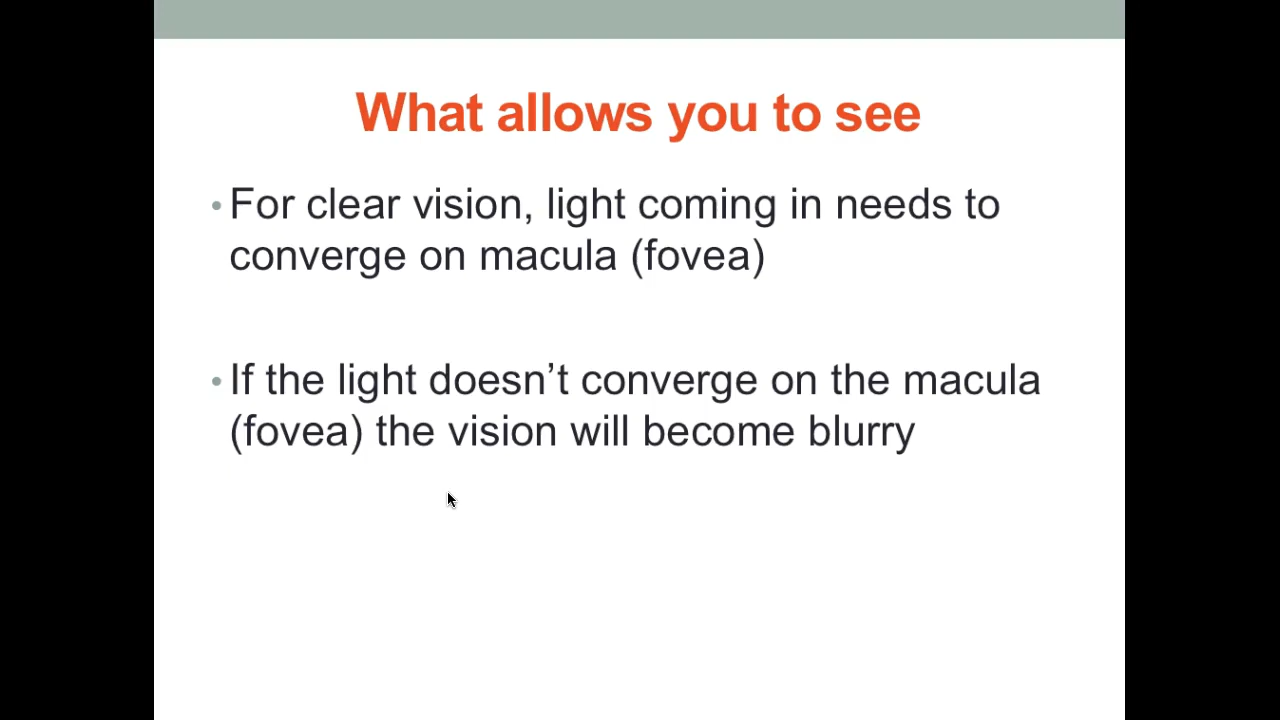 What allows you to see
• For clear vision, light coming in needs to
converge on macula (fovea)
• If the light doesn’t converge on the macula
(fovea) the vision will become blurry